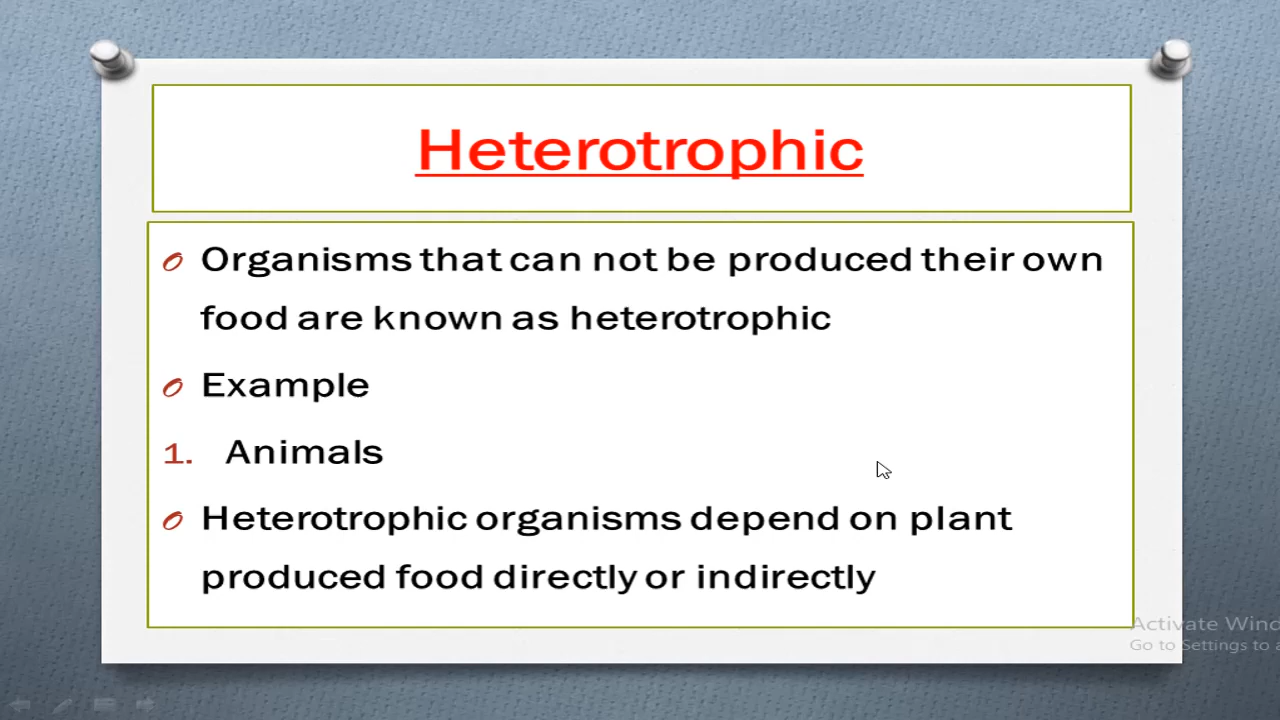 Heterotrophic
Organisms that can not be produced their own
food are known as heterotrophic
Example
1. Animals
Heterotrophic organisms depend on plant
produced food directly or indirectly
Activate Wind
Go to Settings to a